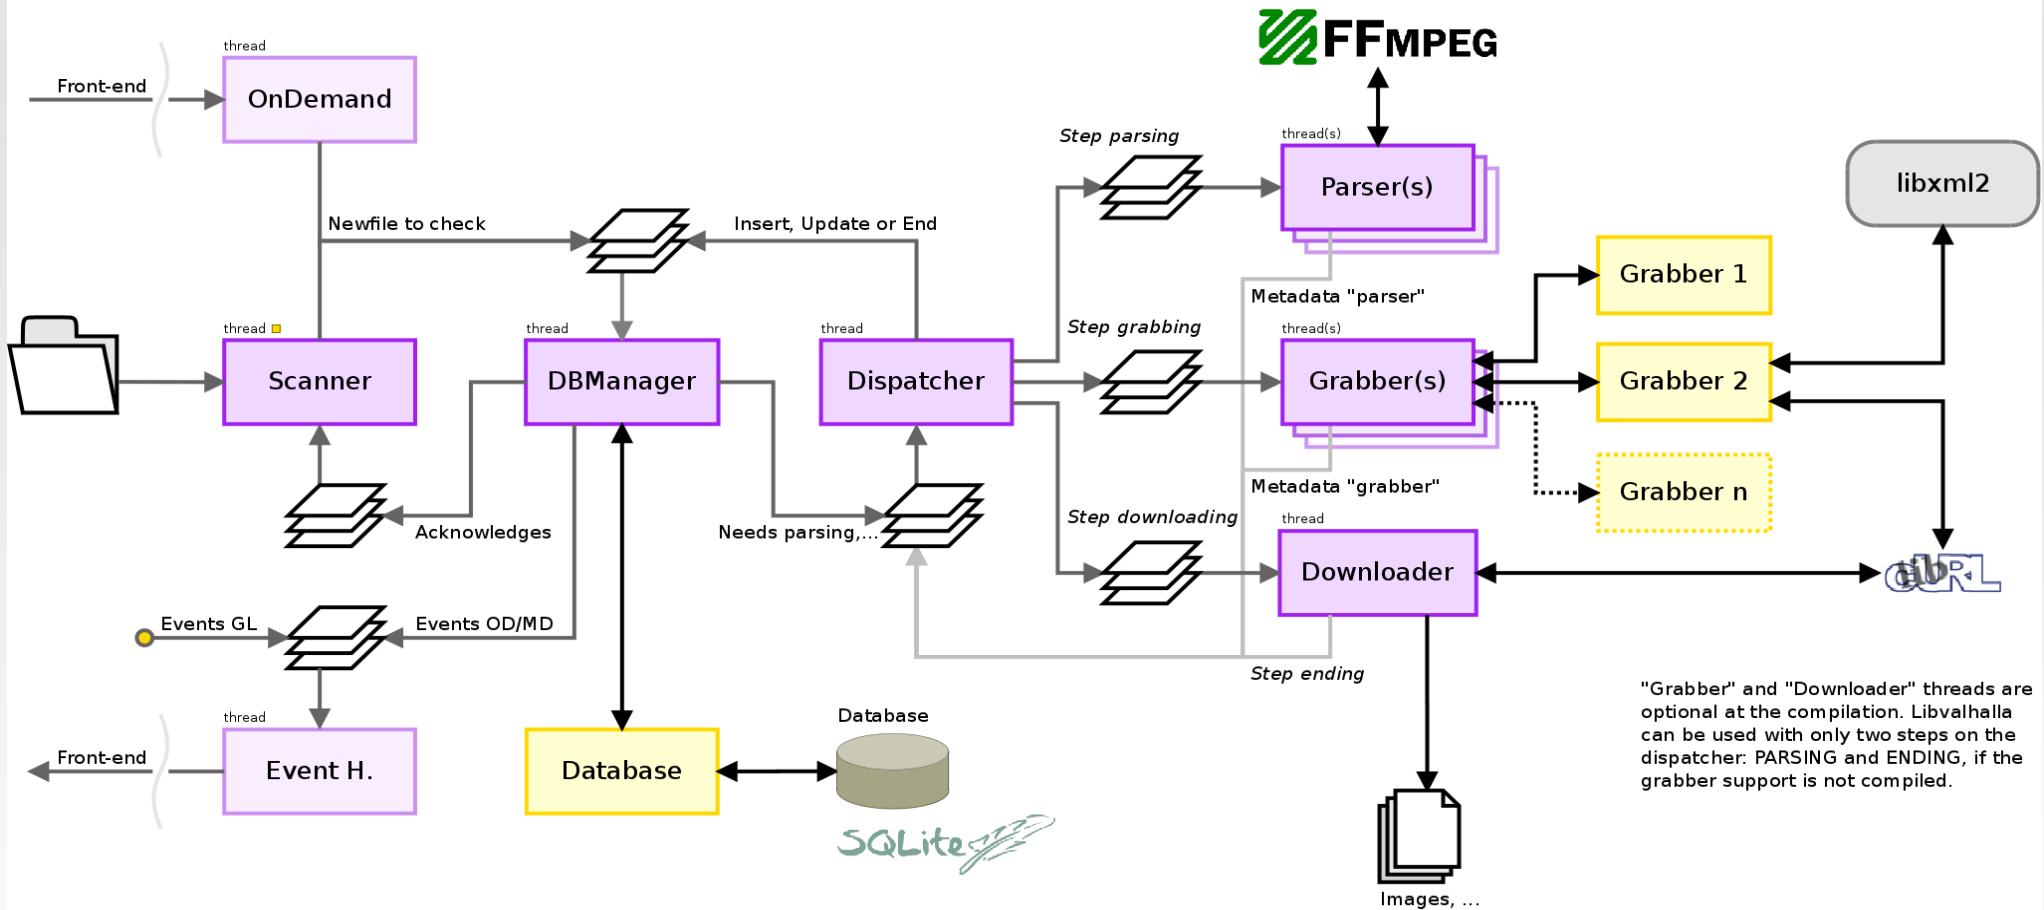 thread
Front-end
OnDemand
FFMPEG
Step parsing
thread(s)
Parser(s)
libxml2
Newfile to check
Insert, Update or End
Metadata "parser"
Grabber 1
thread
Scanner
thread
DBManager
thread
Dispatcher
Step grabbing
thread(s)
Grabber(s)
Grabber 2
Metadata "grabber"
Grabber n
Acknowledges
Needs parsing,...
Step downloading
thread
Downloader
libcURL
Events GL
Events OD/MD
Step ending
thread
Front-end
Event H.
Database
Database
SQLite
"Grabber" and "Downloader" threads are
optional at the compilation. Libvalhalla
can be used with only two steps on the
dispatcher: PARSING and ENDING, if the
grabber support is not compiled.
Images, ...